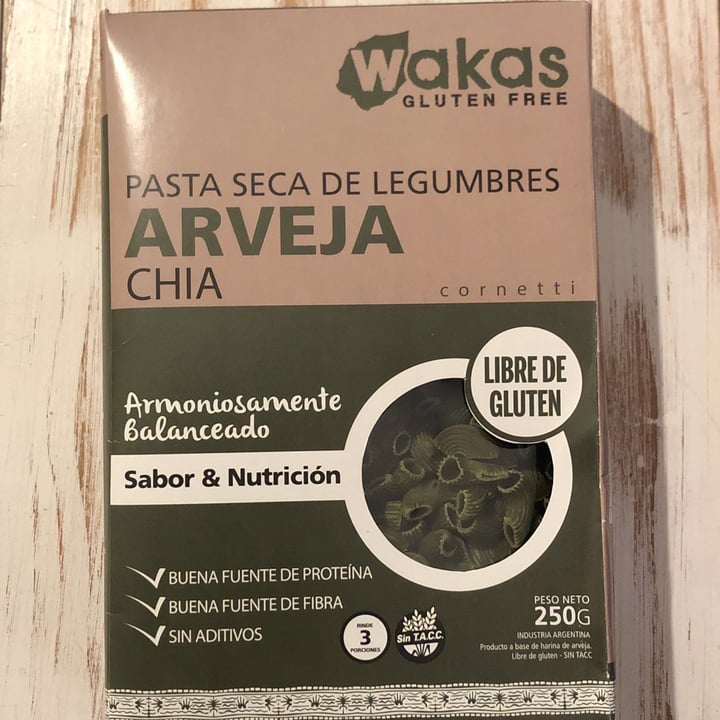 wakas
GLUTEN FREE
PASTA SECA DE LEGUMBRES
ARVEJA
CHIA
cornetti
LIBRE DE
GLUTEN
Armoniosamente
Balanceado
Sabor & Nutrición
BUENA FUENTE DE PROTEÍNA
BUENA FUENTE DE FIBRA
SIN ADITIVOS
RINDE
3
PORCIONES
Sin T.A.C.C.
PESO NETO
250G
INDUSTRIA ARGENTINA
Producto a base de harina de arveja.
Libre de gluten - SIN TACC